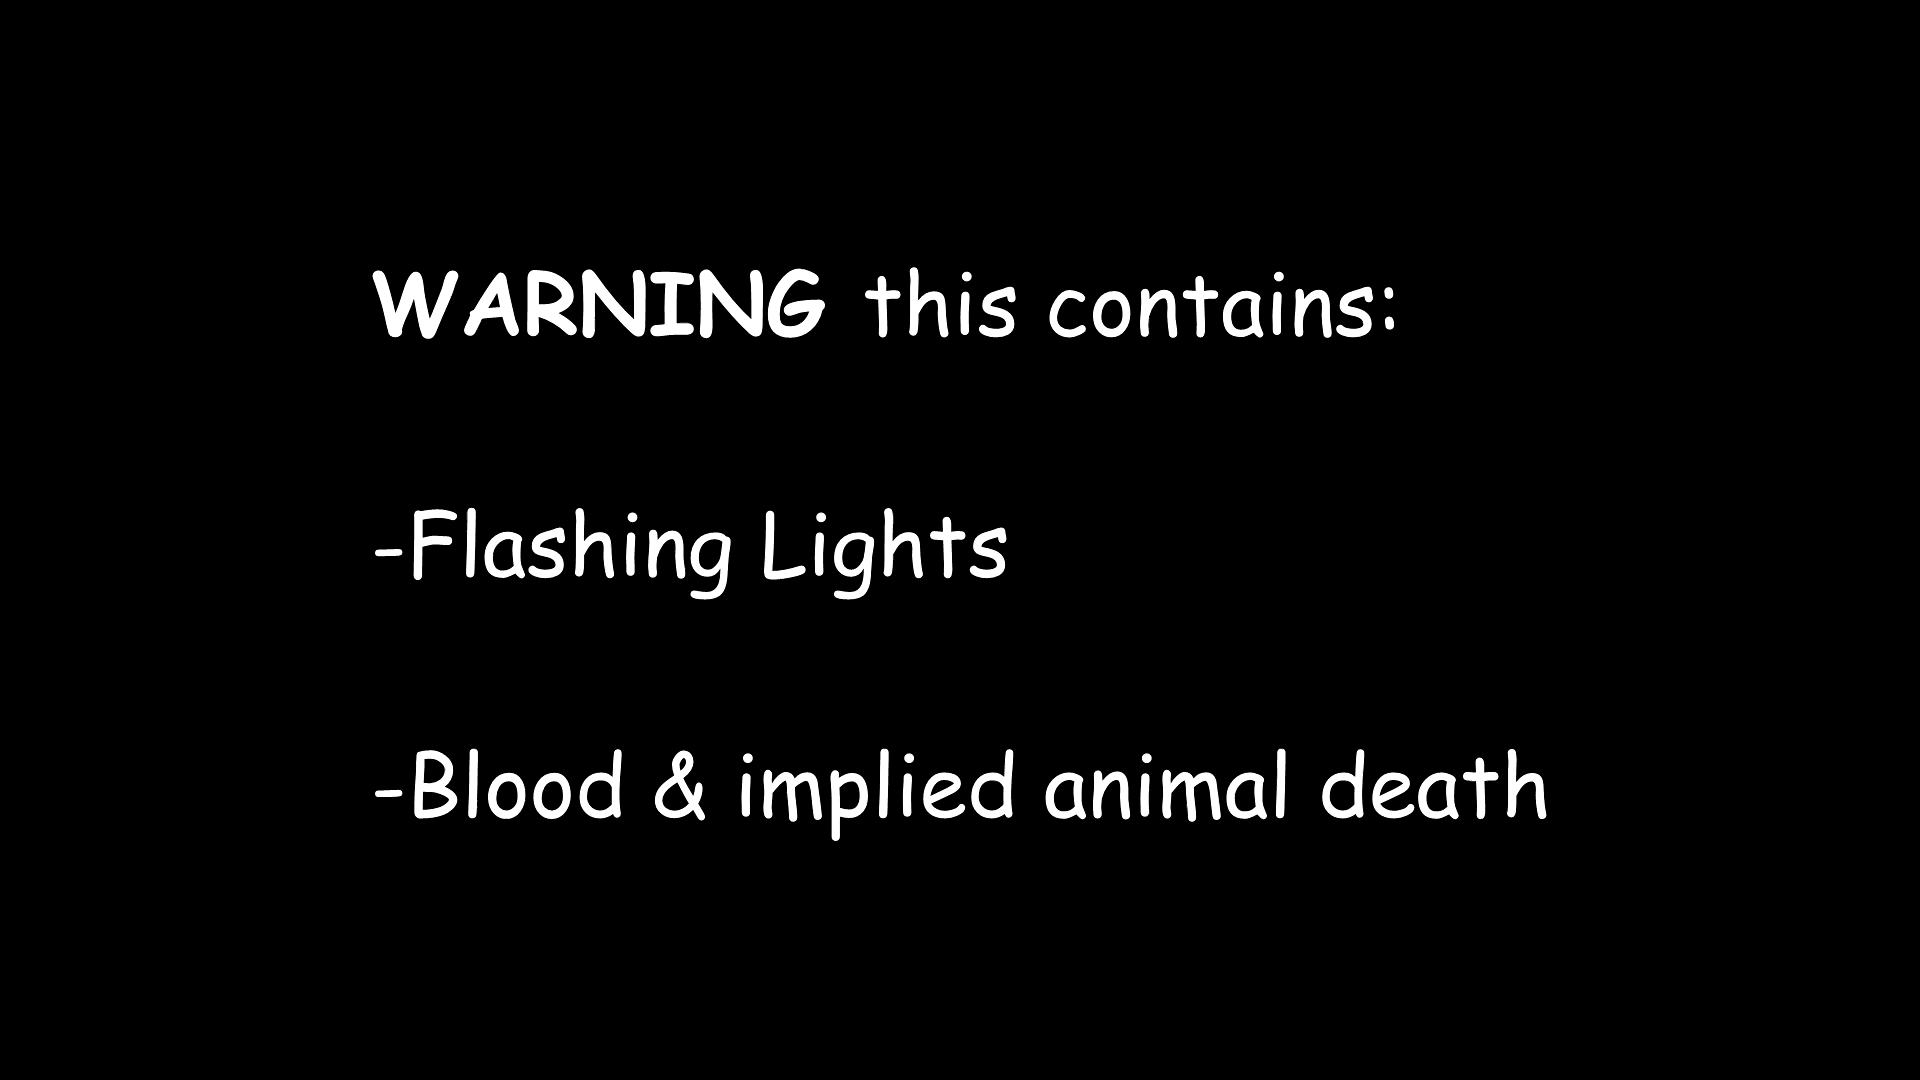 WARNING this contains:
-Flashing Lights
-Blood & implied animal death